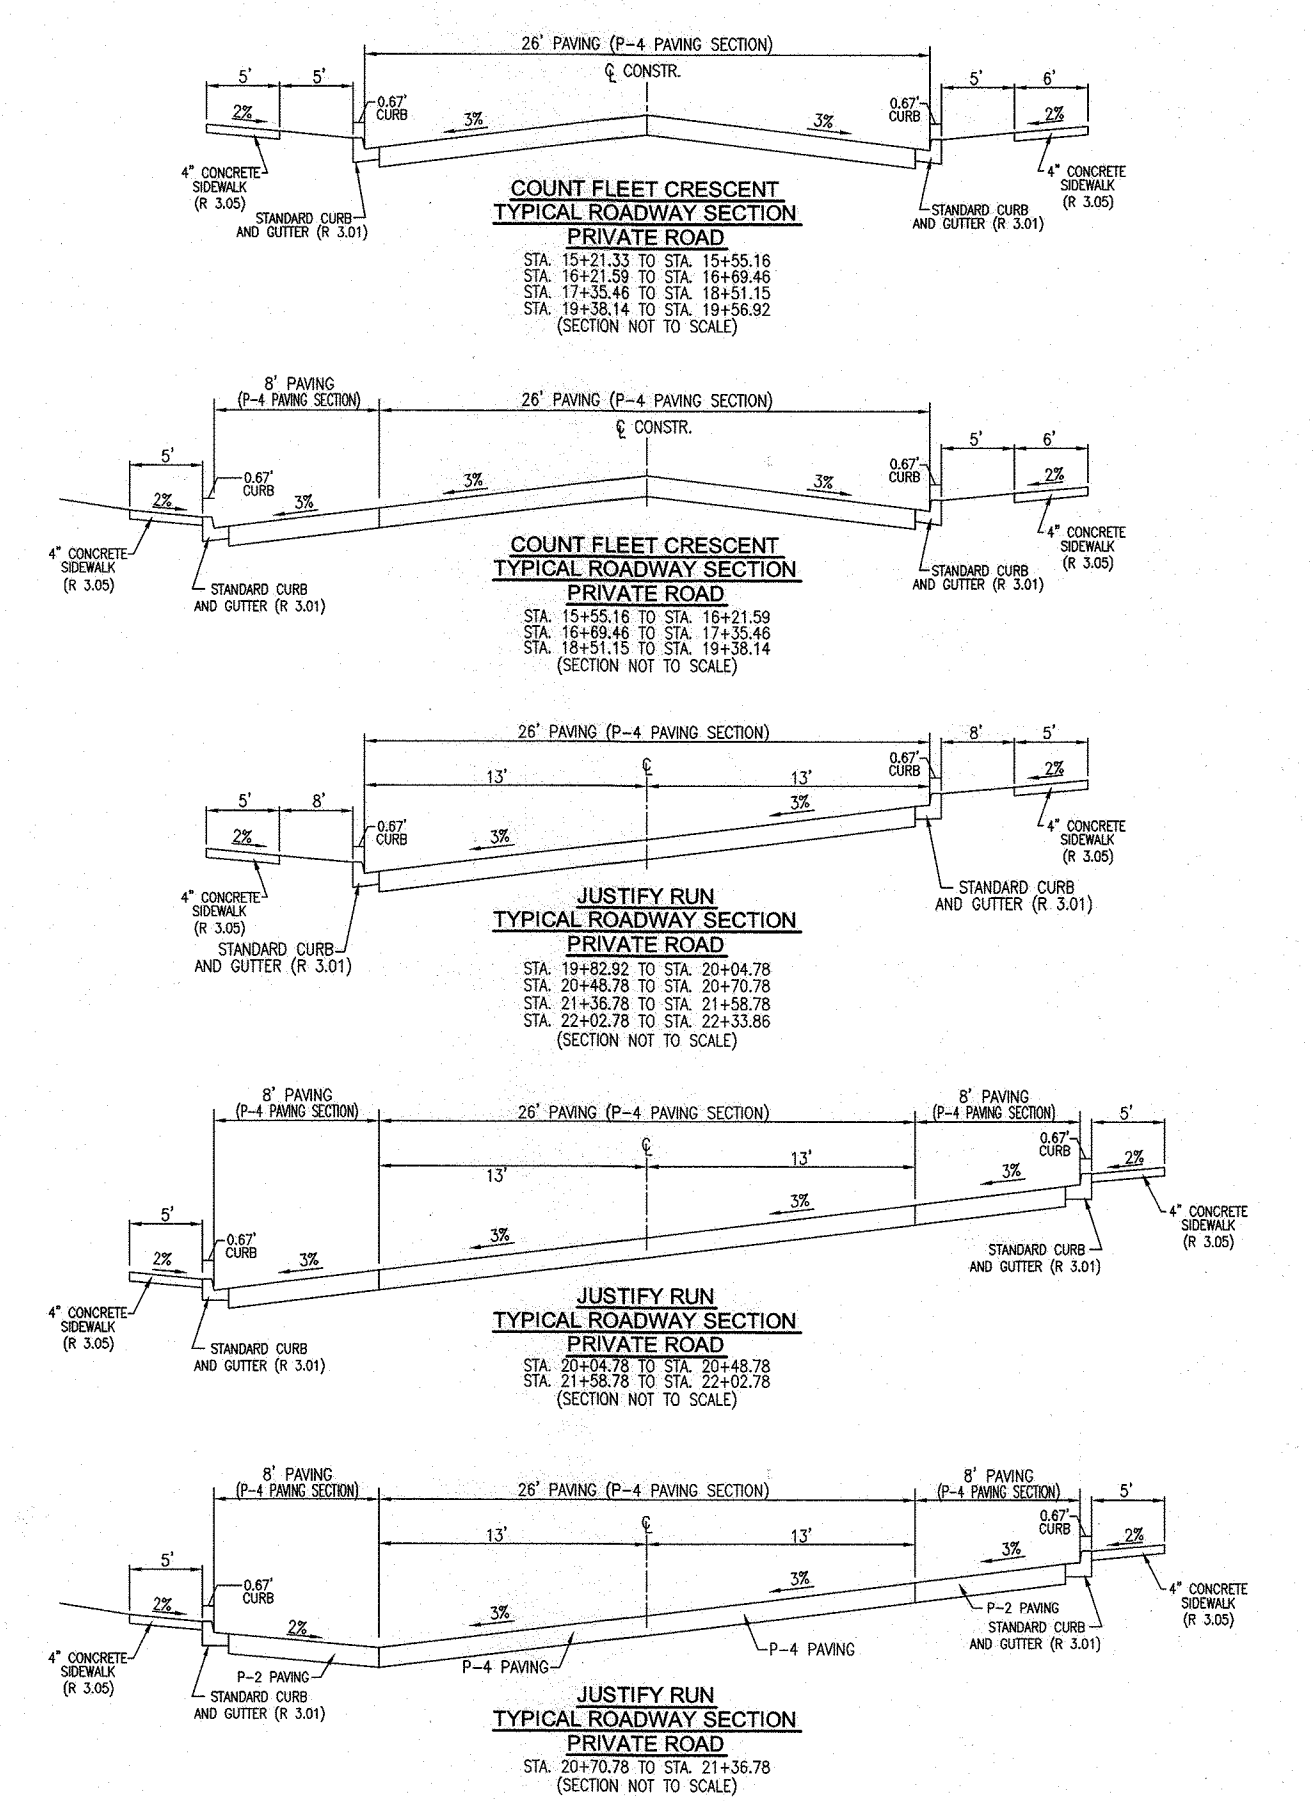 26' PAVING (P-4 PAVING SECTION)
℄ CONSTR.
5'
5'
5'
6'
0.67'
CURB
0.67'
CURB
2%
3%
3%
2%
4" CONCRETE
SIDEWALK
(R 3.05)
4" CONCRETE
SIDEWALK
(R 3.05)
STANDARD CURB
AND GUTTER (R 3.01)
STANDARD CURB
AND GUTTER (R 3.01)
COUNT FLEET CRESCENT
TYPICAL ROADWAY SECTION
PRIVATE ROAD
STA. 15+21.33 TO STA. 15+55.16
STA. 16+21.59 TO STA. 16+69.46
STA. 17+35.46 TO STA. 18+51.15
STA. 19+38.14 TO STA. 19+56.92
(SECTION NOT TO SCALE)
8' PAVING
(P-4 PAVING SECTION)
26' PAVING (P-4 PAVING SECTION)
℄ CONSTR.
5'
5'
6'
0.67'
CURB
0.67'
CURB
2%
3%
3%
3%
2%
4" CONCRETE
SIDEWALK
(R 3.05)
4" CONCRETE
SIDEWALK
(R 3.05)
STANDARD CURB
AND GUTTER (R 3.01)
STANDARD CURB
AND GUTTER (R 3.01)
COUNT FLEET CRESCENT
TYPICAL ROADWAY SECTION
PRIVATE ROAD
STA. 15+55.16 TO STA. 16+21.59
STA. 16+69.46 TO STA. 17+35.46
STA. 18+51.15 TO STA. 19+38.14
(SECTION NOT TO SCALE)
26' PAVING (P-4 PAVING SECTION)
8'
5'
0.67'
CURB
℄
13'
13'
2%
5'
8'
3%
0.67'
CURB
2%
3%
4" CONCRETE
SIDEWALK
(R 3.05)
4" CONCRETE
SIDEWALK
(R 3.05)
STANDARD CURB
AND GUTTER (R 3.01)
STANDARD CURB
AND GUTTER (R 3.01)
JUSTIFY RUN
TYPICAL ROADWAY SECTION
PRIVATE ROAD
STA. 19+82.92 TO STA. 20+04.78
STA. 20+48.78 TO STA. 20+70.78
STA. 21+36.78 TO STA. 21+58.78
STA. 22+02.78 TO STA. 22+33.86
(SECTION NOT TO SCALE)
8' PAVING
(P-4 PAVING SECTION)
26' PAVING (P-4 PAVING SECTION)
8' PAVING
(P-4 PAVING SECTION)
5'
0.67'
CURB
℄
13'
13'
2%
3%
3%
5'
0.67'
CURB
3%
2%
3%
4" CONCRETE
SIDEWALK
(R 3.05)
STANDARD CURB
AND GUTTER (R 3.01)
4" CONCRETE
SIDEWALK
(R 3.05)
STANDARD CURB
AND GUTTER (R 3.01)
JUSTIFY RUN
TYPICAL ROADWAY SECTION
PRIVATE ROAD
STA. 20+04.78 TO STA. 20+48.78
STA. 21+58.78 TO STA. 22+02.78
(SECTION NOT TO SCALE)
8' PAVING
(P-4 PAVING SECTION)
26' PAVING (P-4 PAVING SECTION)
8' PAVING
(P-4 PAVING SECTION)
5'
0.67'
CURB
℄
13'
13'
2%
3%
5'
3%
0.67'
CURB
2%
2%
3%
4" CONCRETE
SIDEWALK
(R 3.05)
P-2 PAVING
STANDARD CURB
AND GUTTER (R 3.01)
P-4 PAVING
P-4 PAVING
P-2 PAVING
4" CONCRETE
SIDEWALK
(R 3.05)
STANDARD CURB
AND GUTTER (R 3.01)
JUSTIFY RUN
TYPICAL ROADWAY SECTION
PRIVATE ROAD
STA. 20+70.78 TO STA. 21+36.78
(SECTION NOT TO SCALE)